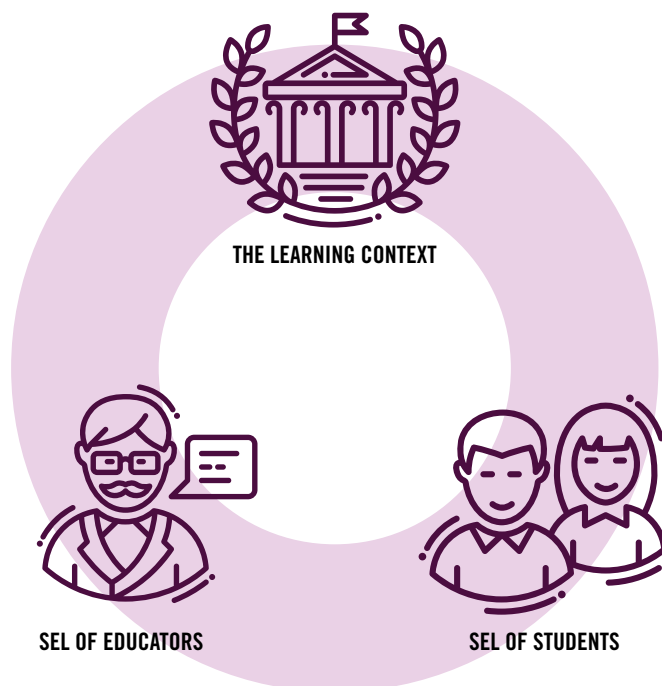 THE LEARNING CONTEXT
SEL OF EDUCATORS
SEL OF STUDENTS